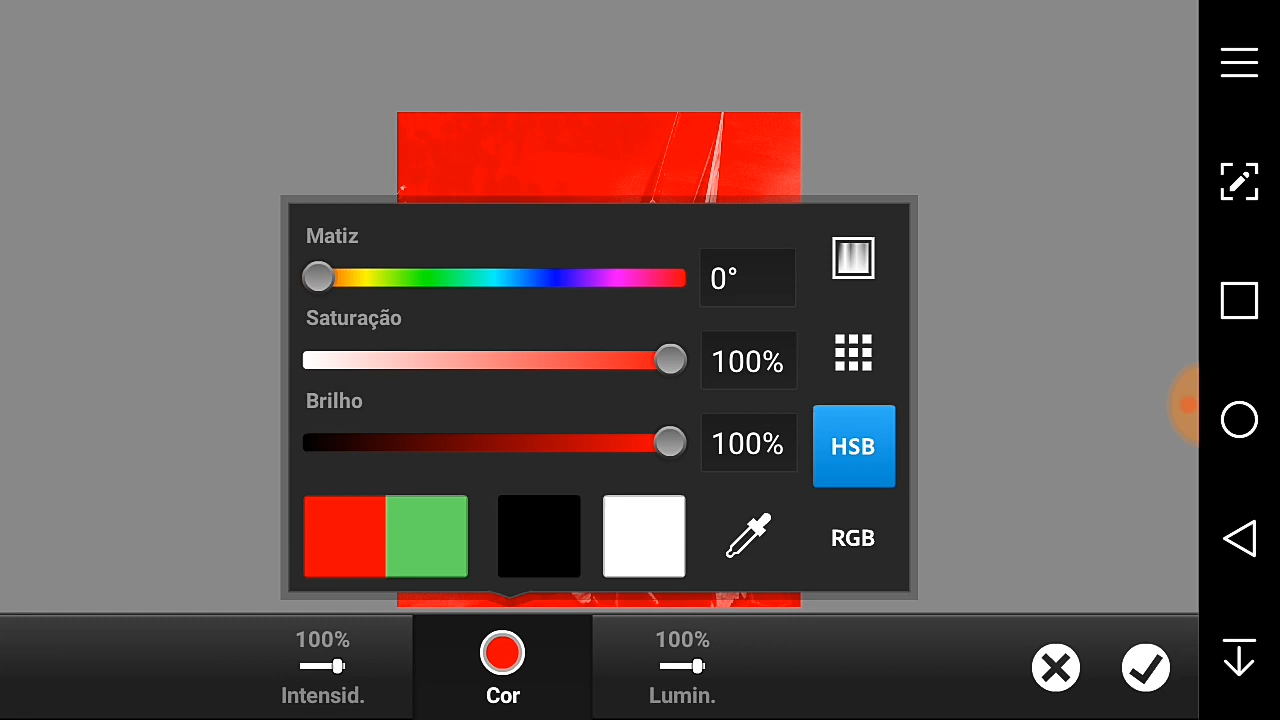 Matiz
0°
Saturação
100%
Brilho
100%
HSB
RGB
100%
Intensid.
Cor
100%
Lumin.